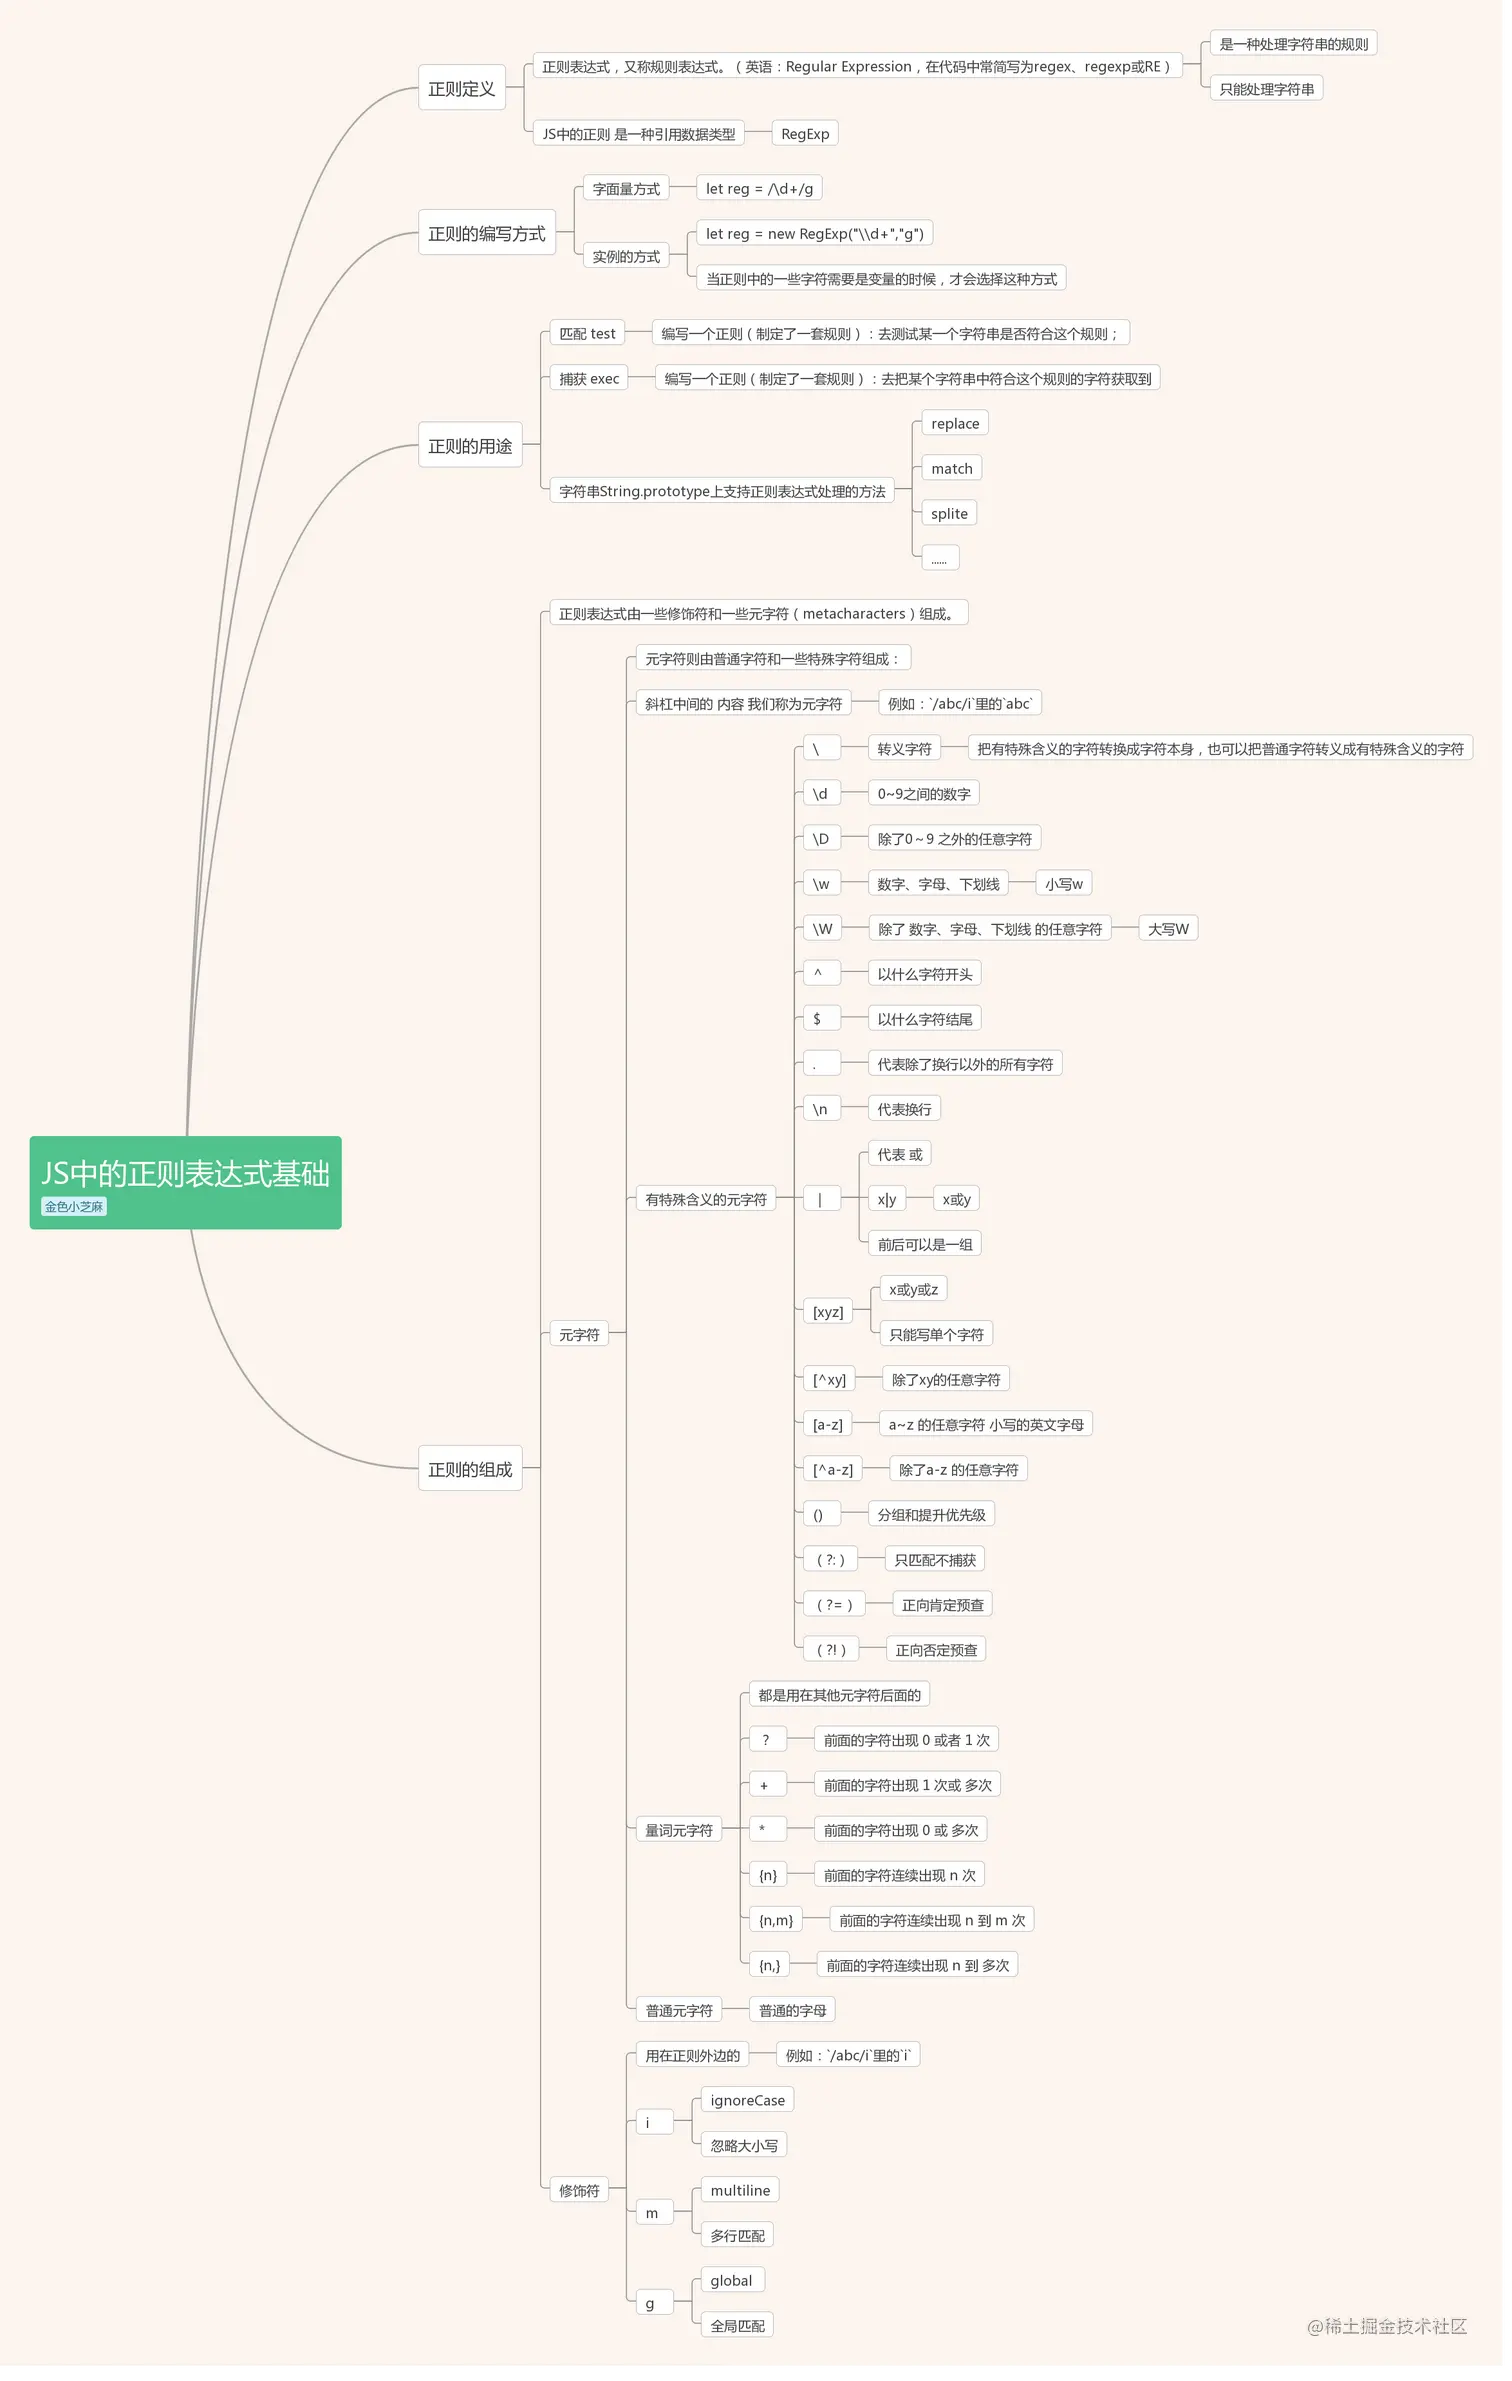 JS中的正则表达式基础
金色小芝麻
正则定义
正则表达式，又称规则表达式。（英语：Regular Expression，在代码中常简写为regex、regexp或RE）
是一种处理字符串的规则
只能处理字符串
JS中的正则 是一种引用数据类型
RegExp
正则的编写方式
字面量方式
let reg = /\d+/g
实例的方式
let reg = new RegExp("\\d+","g")
当正则中的一些字符需要是变量的时候，才会选择这种方式
正则的用途
匹配 test
编写一个正则（制定了一套规则）：去测试某一个字符串是否符合这个规则；
捕获 exec
编写一个正则（制定了一套规则）：去把某个字符串中符合这个规则的字符获取到
字符串String.prototype上支持正则表达式处理的方法
replace
match
splite
......
正则的组成
正则表达式由一些修饰符和一些元字符（metacharacters）组成。
元字符
元字符则由普通字符和一些特殊字符组成：
斜杠中间的 内容 我们称为元字符
例如：`/abc/i`里的`abc`
有特殊含义的元字符
\
转义字符
把有特殊含义的字符转换成字符本身，也可以把普通字符转义成有特殊含义的字符
\d
0~9之间的数字
\D
除了0～9 之外的任意字符
\w
数字、字母、下划线
小写w
\W
除了 数字、字母、下划线 的任意字符
大写W
^
以什么字符开头
$
以什么字符结尾
.
代表除了换行以外的所有字符
\n
代表换行
|
代表 或
x|y
x或y
前后可以是一组
[xyz]
x或y或z
只能写单个字符
[^xy]
除了xy的任意字符
[a-z]
a~z 的任意字符 小写的英文字母
[^a-z]
除了a-z 的任意字符
()
分组和提升优先级
（?:）
只匹配不捕获
（?=）
正向肯定预查
（?!）
正向否定预查
量词元字符
都是用在其他元字符后面的
?
前面的字符出现 0 或者 1 次
+
前面的字符出现 1 次或 多次
*
前面的字符出现 0 或 多次
{n}
前面的字符连续出现 n 次
{n,m}
前面的字符连续出现 n 到 m 次
{n,}
前面的字符连续出现 n 到 多次
普通元字符
普通的字母
修饰符
用在正则外边的
例如：`/abc/i`里的`i`
i
ignoreCase
忽略大小写
m
multiline
多行匹配
g
global
全局匹配
@稀土掘金技术社区